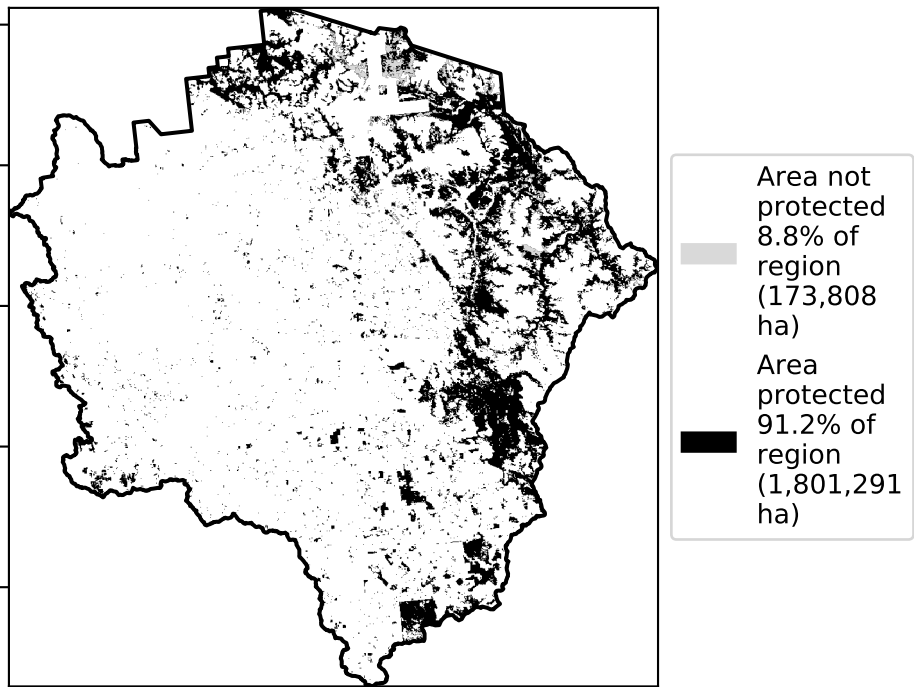 Area not
protected
8.8% of
region
(173,808
ha)
Area
protected
91.2% of
region
(1,801,291
ha)